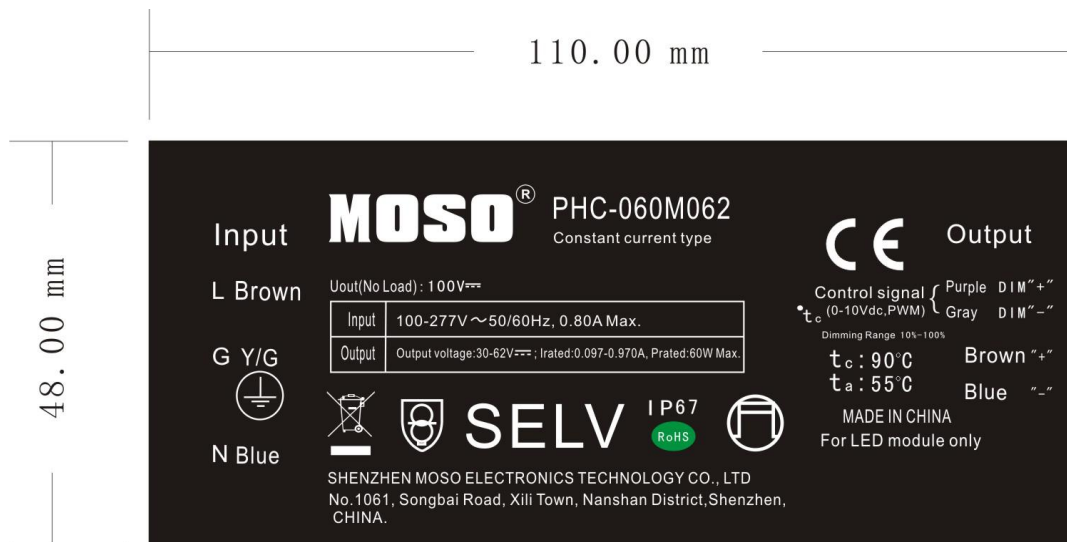 110.00 mm
48.00 mm
Input
L Brown
G Y/G
N Blue
MOSO®
PHC-060M062
Constant current type
Uout(No Load) : 100V⎓
Input 100-277V～50/60Hz, 0.80A Max.
Output Output voltage:30-62V⎓ ; Irated:0.097-0.970A, Prated:60W Max.
SELV
IP67
RoHS
SHENZHEN MOSO ELECTRONICS TECHNOLOGY CO., LTD
No.1061, Songbai Road, Xili Town, Nanshan District,Shenzhen,
CHINA.
CE
Output
Control signal { Purple DIM"+"
•tc (0-10Vdc,PWM) Gray DIM"-"
Dimming Range 10%-100%
tc: 90°C
ta: 55°C
Brown "+"
Blue "-"
MADE IN CHINA
For LED module only